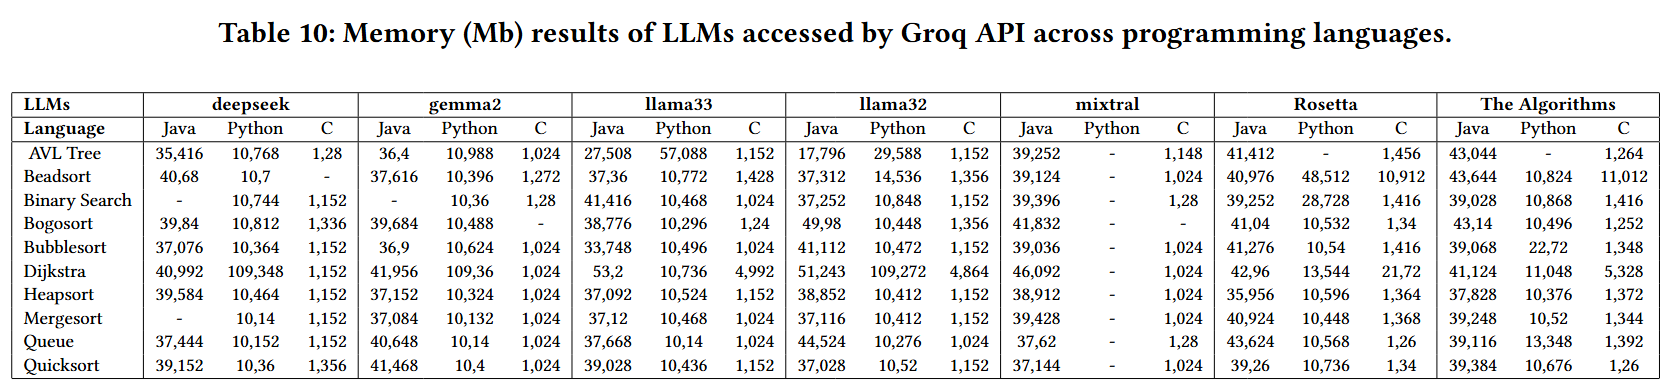 Table 10: Memory (Mb) results of LLMs accessed by Groq API across programming languages.
LLMs deepseek gemma2 llama33 llama32 mixtral Rosetta The Algorithms
Language Java Python C Java Python C Java Python C Java Python C Java Python C Java Python C Java Python C
AVL Tree 35,416 10,768 1,28 36,4 10,988 1,024 27,508 57,088 1,152 17,796 29,588 1,152 39,252 - 1,148 41,412 - 1,456 43,044 - 1,264
Beadsort 40,68 10,7 - 37,616 10,396 1,272 37,36 10,772 1,428 37,312 14,536 1,356 39,124 - 1,024 40,976 48,512 10,912 43,644 10,824 11,012
Binary Search - 10,744 1,152 - 10,36 1,28 41,416 10,468 1,024 37,252 10,848 1,152 39,396 - 1,28 39,252 28,728 1,416 39,028 10,868 1,416
Bogosort 39,84 10,812 1,336 39,684 10,488 - 38,776 10,296 1,24 49,98 10,448 1,356 41,832 - - 41,04 10,532 1,34 43,14 10,496 1,252
Bubblesort 37,076 10,364 1,152 36,9 10,624 1,024 33,748 10,496 1,024 41,112 10,472 1,152 39,036 - 1,024 41,276 10,54 1,416 39,068 22,72 1,348
Dijkstra 40,992 109,348 1,152 41,956 109,36 1,024 53,2 10,736 4,992 51,243 109,272 4,864 46,092 - 1,024 42,96 13,544 21,72 41,124 11,048 5,328
Heapsort 39,584 10,464 1,152 37,152 10,324 1,024 37,092 10,524 1,152 38,852 10,412 1,152 38,912 - 1,024 35,956 10,596 1,364 37,828 10,376 1,372
Mergesort - 10,14 1,152 37,084 10,132 1,024 37,12 10,468 1,024 37,116 10,412 1,152 39,428 - 1,024 40,924 10,448 1,368 39,248 10,52 1,344
Queue 37,444 10,152 1,152 40,648 10,14 1,024 37,668 10,14 1,024 44,524 10,276 1,024 37,62 - 1,28 43,624 10,568 1,26 39,116 13,348 1,392
Quicksort 39,152 10,36 1,356 41,468 10,4 1,024 39,028 10,436 1,152 37,028 10,52 1,152 37,144 - 1,024 39,26 10,736 1,34 39,384 10,676 1,26